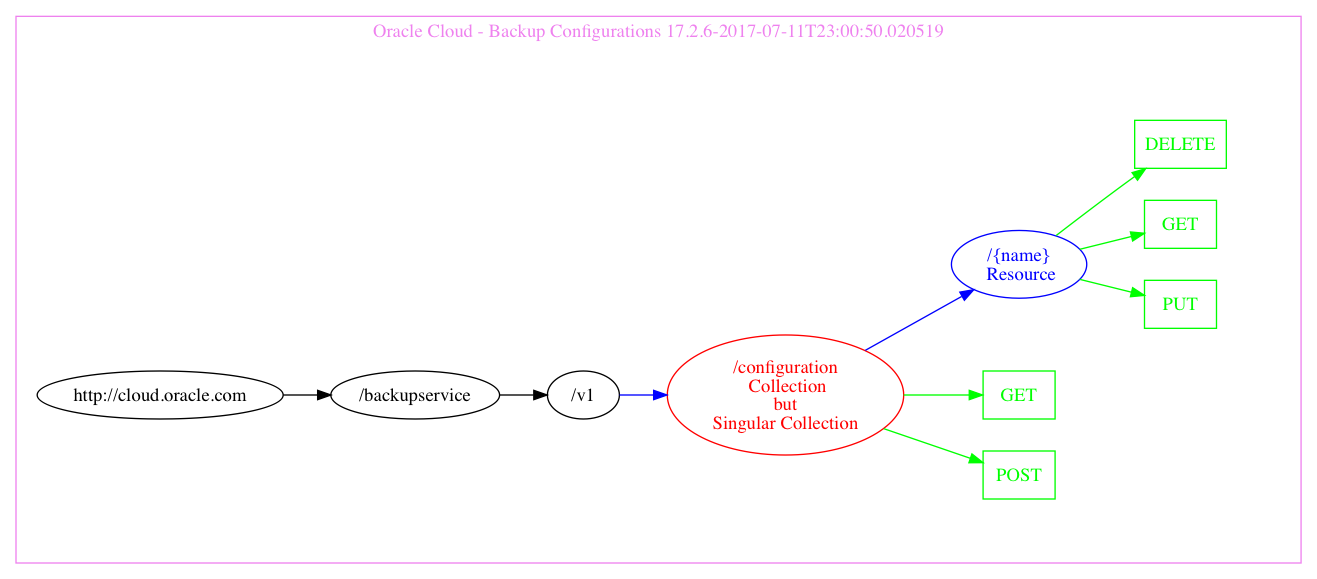 Oracle Cloud - Backup Configurations 17.2.6-2017-07-11T23:00:50.020519
DELETE
GET
/{name}
Resource
PUT
http://cloud.oracle.com
/backupservice
/v1
/configuration
Collection
but
Singular Collection
GET
POST